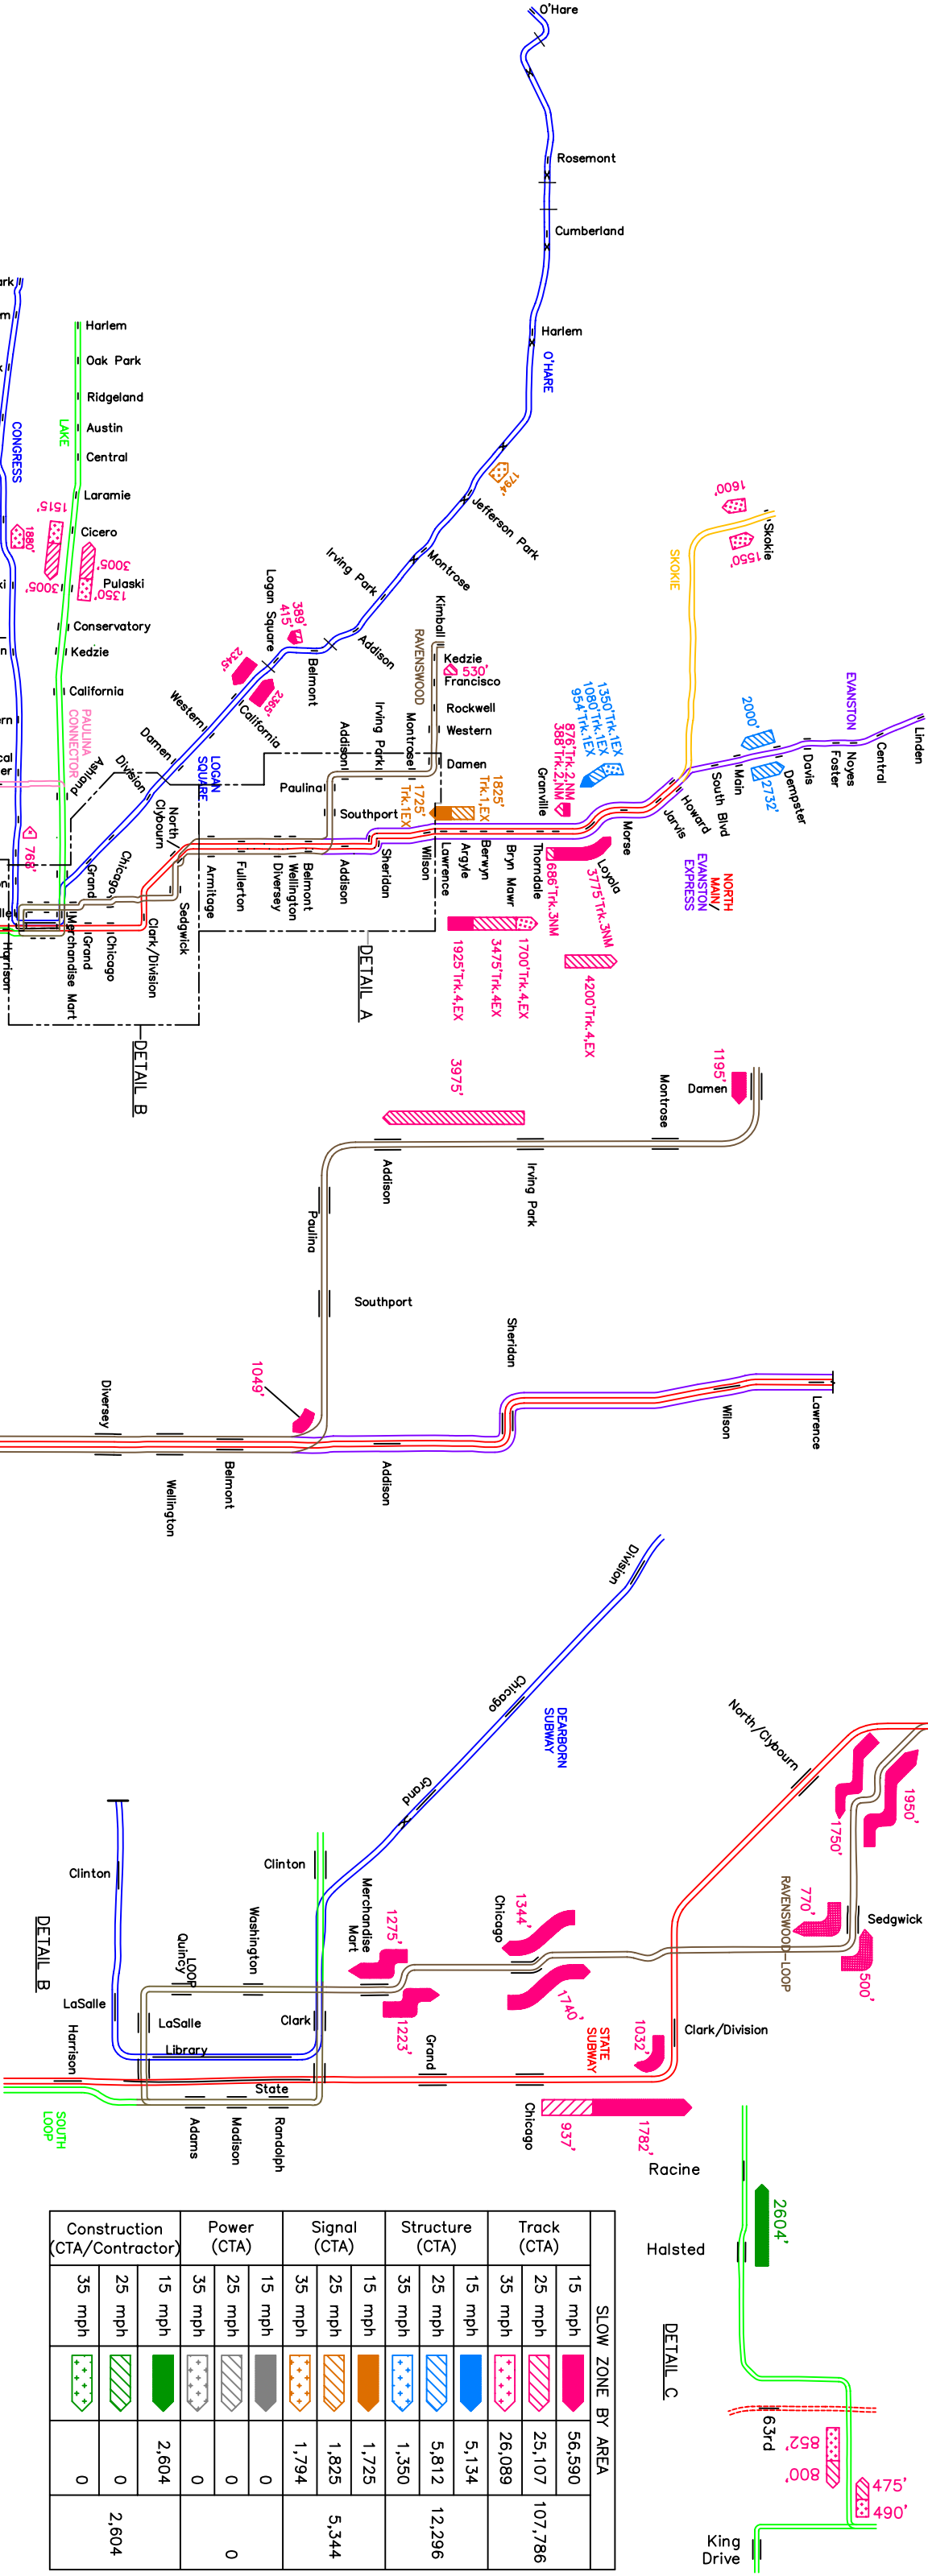 O'Hare
Rosemont
Cumberland
Harlem
O'HARE
1794'
Jefferson Park
Montrose
Irving Park
Addison
Belmont
Logan Square
389'
415'
2345'
2365'
California
Western
Damen
LOGAN
SQUARE
Division
Chicago
Grand
Harlem
Oak Park
Ridgeland
Austin
Central
Laramie
Cicero
Pulaski
Conservatory
Kedzie
California
Ashland
LAKE
CONGRESS
1515'
3005'
3005'
1350'
1880'
PAULINA
CONNECTOR
768'
Kimball
RAVENSWOOD
Kedzie
530'
Francisco
Rockwell
Western
Damen
Montrose
Irving Park
Addison
Paulina
Southport
1600'
Skokie
1550'
SKOKIE
EVANSTON
Linden
Central
Noyes
Foster
Davis
Dempster
Main
South Blvd
Howard
Jarvis
2000'
2732'
1350'Trk.1EX
1080'Trk.1EX
954'Trk.1EX
876'Trk.2,NM
388'Trk.2,NM
Granville
Morse
Loyola
Thorndale
Bryn Mawr
Berwyn
Argyle
Lawrence
Wilson
Sheridan
Addison
Belmont
Wellington
Diversey
Fullerton
Armitage
North
Clybourn
Sedgwick
Clark/Division
Chicago
Grand
Merchandise Mart
Harrison
1825'
Trk.1,EX
1725'
Trk.1EX
686'Trk.3NM
3775'Trk.3NM
NORTH
MAIN/
EVANSTON
EXPRESS
1700'Trk.4,EX
3475'Trk.4EX
1925'Trk.4,EX
4200'Trk.4,EX
DETAIL A
DETAIL B
1195'
Damen
Montrose
Irving Park
3975'
Addison
Paulina
Southport
1049'
Sheridan
Lawrence
Wilson
Addison
Belmont
Wellington
Diversey
Division
Chicago
DEARBORN
SUBWAY
Grand
Clinton
Clinton
Washington
Merchandise
Mart
1275'
1223'
Quincy
LOOP
LaSalle
LaSalle
Library
Harrison
State
Clark
Adams
Madison
Randolph
SOUTH
LOOP
DETAIL B
North/Clybourn
1950'
1750'
770'
RAVENSWOOD-LOOP
Sedgwick
500'
Chicago
1344'
1740'
STATE
SUBWAY
1032'
Clark/Division
Grand
Chicago
937'
1782'
Racine
2604'
Halsted
DETAIL C
63rd
852'
800'
475'
490'
King
Drive
SLOW ZONE BY AREA
Track
(CTA)
15 mph 56,590
25 mph 25,107
35 mph 26,089
107,786
Structure
(CTA)
15 mph 5,134
25 mph 5,812
35 mph 1,350
12,296
Signal
(CTA)
15 mph 1,725
25 mph 1,825
35 mph 1,794
5,344
Power
(CTA)
15 mph 0
25 mph 0
35 mph 0
0
Construction
(CTA/Contractor)
15 mph 2,604
25 mph 0
35 mph 0
2,604